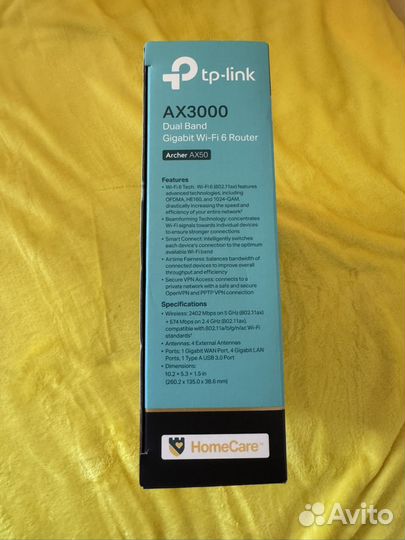 tp-link
AX3000
Dual Band
Gigabit Wi-Fi 6 Router
Archer AX50
Features
• Wi-Fi 6 Tech: Wi-Fi 6 (802.11ax) features
advanced technologies, including
OFDMA, HE160, and 1024-QAM,
drastically increasing the speed and
efficiency of your entire network†
• Beamforming Technology: concentrates
Wi-Fi signals towards individual devices
to ensure stronger connections
• Smart Connect: intelligently switches
each device's connection to the optimum
available Wi-Fi band
• Airtime Fairness: balances bandwidth of
connected devices to improve overall
throughput and efficiency
• Secure VPN Access: connects to a
private network with a safe and secure
OpenVPN and PPTP VPN connection
Specifications
• Wireless: 2402 Mbps on 5 GHz (802.11ax)
+ 574 Mbps on 2.4 GHz (802.11ax),
compatible with 802.11a/b/g/n/ac Wi-Fi
standards
• Antennas: 4 External Antennas
• Ports: 1 Gigabit WAN Port, 4 Gigabit LAN
Ports, 1 Type A USB 3.0 Port
• Dimensions:
10.2 × 5.3 × 1.5 in
(260.2 × 135.0 × 38.6 mm)
HomeCare™
Avito